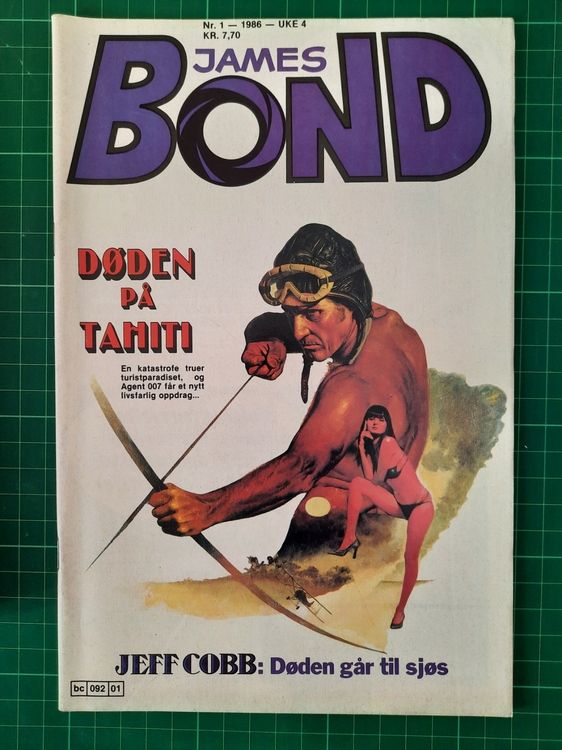 Nr. 1 — 1986 — UKE 4
KR. 7,70
JAMES
BOND
DØDEN
PÅ
TAHITI
En katastrofe truer
turistparadiset, og
Agent 007 får et nytt
livsfarlig oppdrag...
JEFF COBB: Døden går til sjøs
bc 092 01